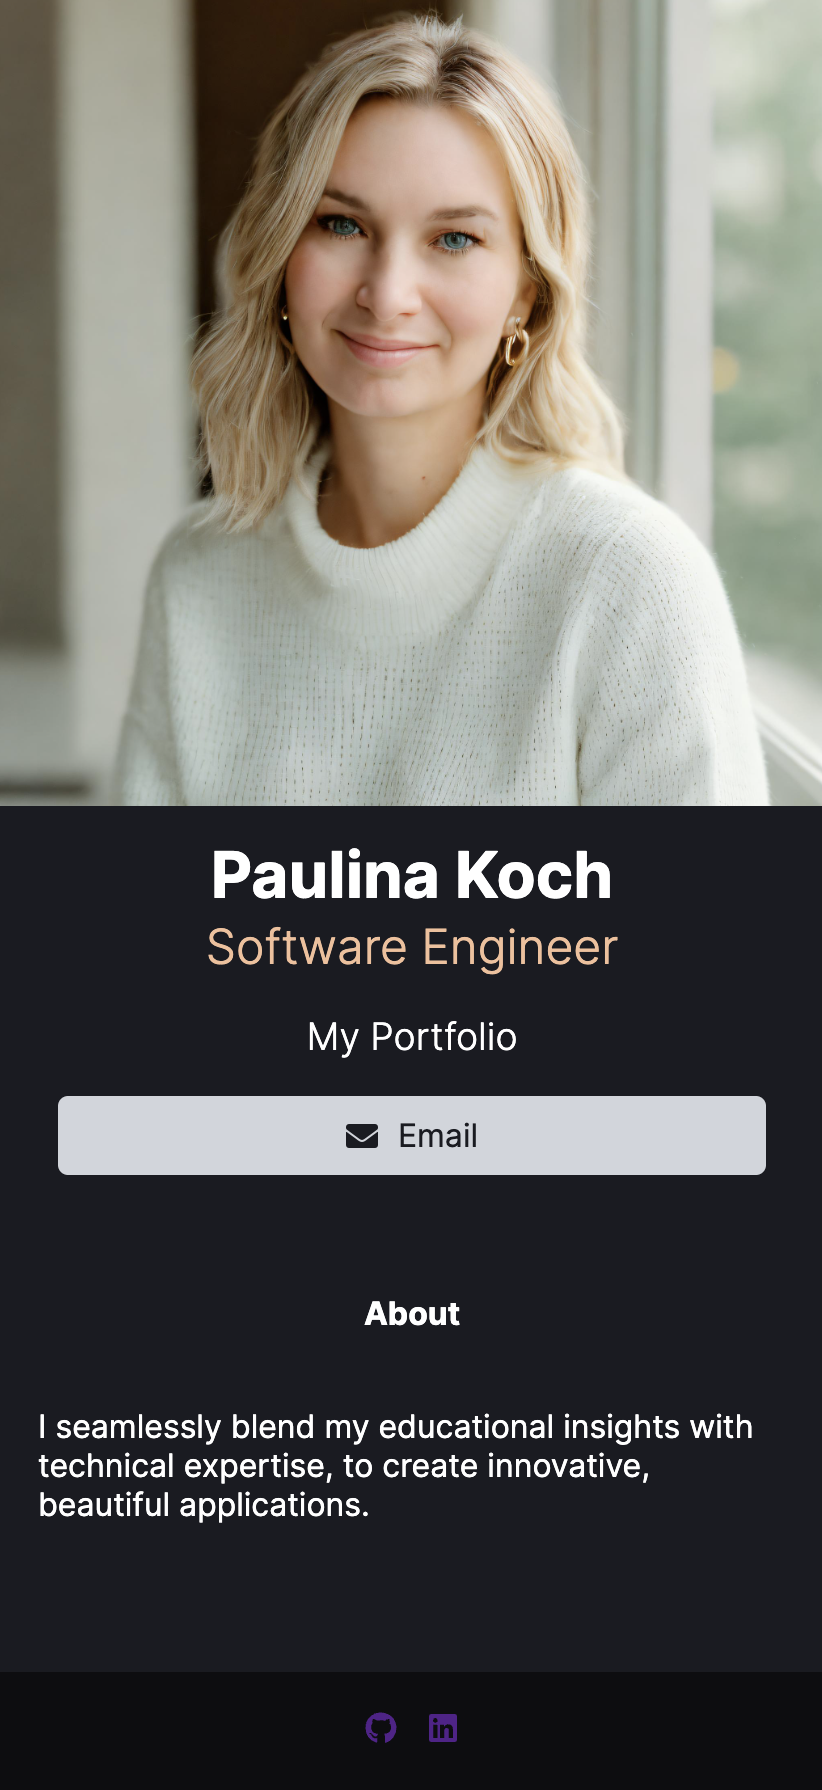 Paulina Koch
Software Engineer
My Portfolio
Email
About
I seamlessly blend my educational insights with
technical expertise, to create innovative,
beautiful applications.
in